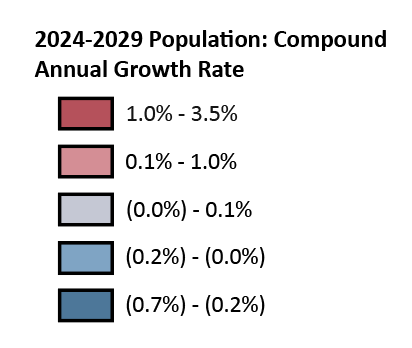 2024-2029 Population: Compound
Annual Growth Rate
1.0% - 3.5%
0.1% - 1.0%
(0.0%) - 0.1%
(0.2%) - (0.0%)
(0.7%) - (0.2%)